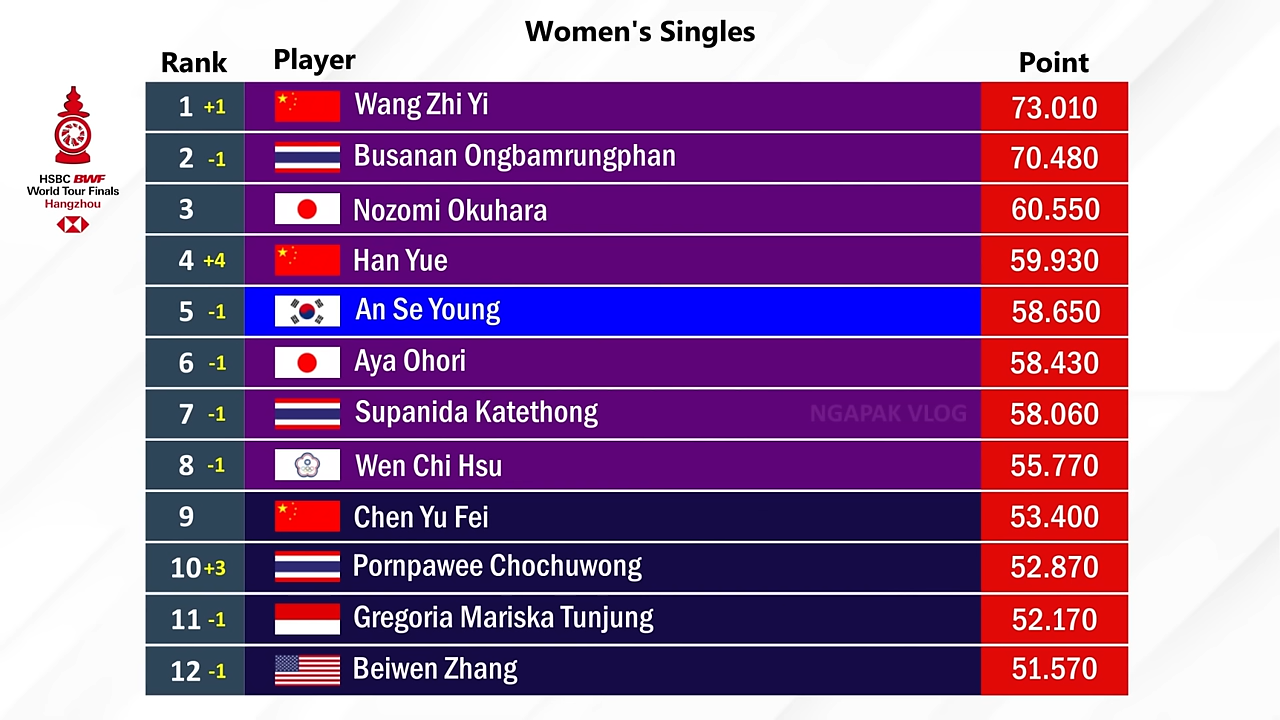 Women's Singles
Rank Player Point
1 +1 Wang Zhi Yi 73.010
2 -1 Busanan Ongbamrungphan 70.480
3 Nozomi Okuhara 60.550
4 +4 Han Yue 59.930
5 -1 An Se Young 58.650
6 -1 Aya Ohori 58.430
7 -1 Supanida Katethong NGAPAK VLOG 58.060
8 -1 Wen Chi Hsu 55.770
9 Chen Yu Fei 53.400
10 +3 Pornpawee Chochuwong 52.870
11 -1 Gregoria Mariska Tunjung 52.170
12 -1 Beiwen Zhang 51.570
HSBC BWF
World Tour Finals
Hangzhou